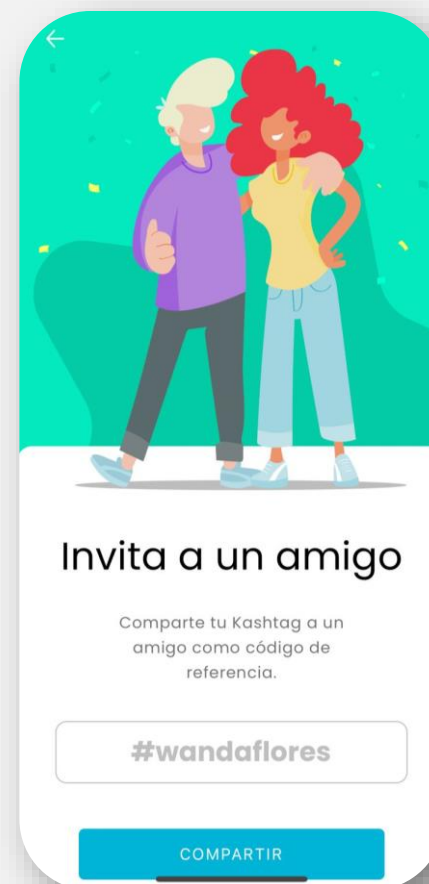 Invita a un amigo
Comparte tu Kashtag a un
amigo como código de
referencia.
#wandaflores
COMPARTIR